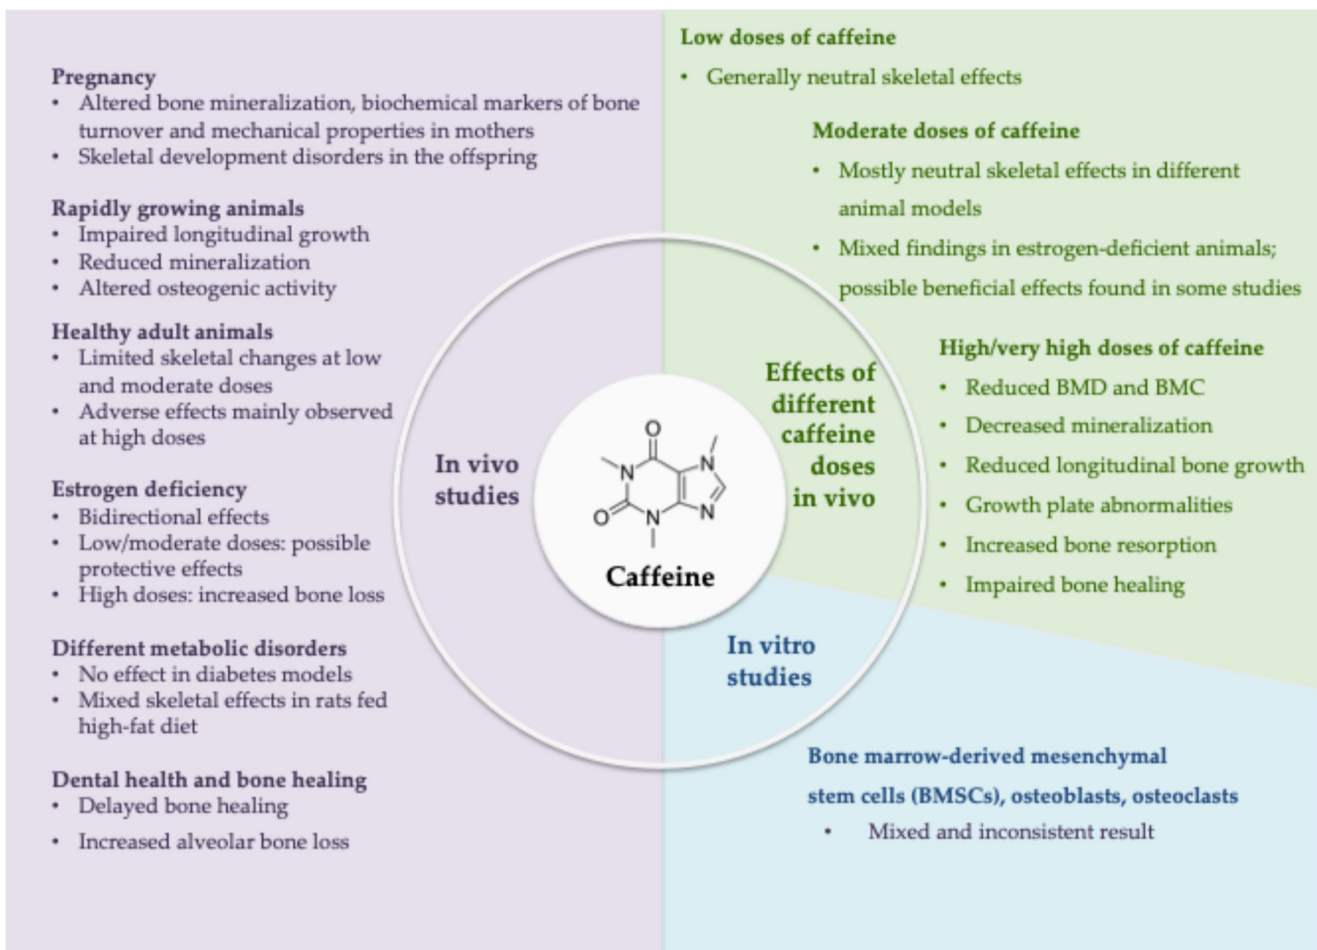 Pregnancy
• Altered bone mineralization, biochemical markers of bone
turnover and mechanical properties in mothers
• Skeletal development disorders in the offspring
Rapidly growing animals
• Impaired longitudinal growth
• Reduced mineralization
• Altered osteogenic activity
Healthy adult animals
• Limited skeletal changes at low
and moderate doses
• Adverse effects mainly observed
at high doses
Estrogen deficiency
• Bidirectional effects
• Low/moderate doses: possible
protective effects
• High doses: increased bone loss
Different metabolic disorders
• No effect in diabetes models
• Mixed skeletal effects in rats fed
high-fat diet
Dental health and bone healing
• Delayed bone healing
• Increased alveolar bone loss
In vivo
studies
O
N
N
O
N
N
Caffeine
Low doses of caffeine
• Generally neutral skeletal effects
Moderate doses of caffeine
• Mostly neutral skeletal effects in different
animal models
• Mixed findings in estrogen-deficient animals;
possible beneficial effects found in some studies
Effects of
different
caffeine
doses
in vivo
High/very high doses of caffeine
• Reduced BMD and BMC
• Decreased mineralization
• Reduced longitudinal bone growth
• Growth plate abnormalities
• Increased bone resorption
• Impaired bone healing
In vitro
studies
Bone marrow-derived mesenchymal
stem cells (BMSCs), osteoblasts, osteoclasts
• Mixed and inconsistent result